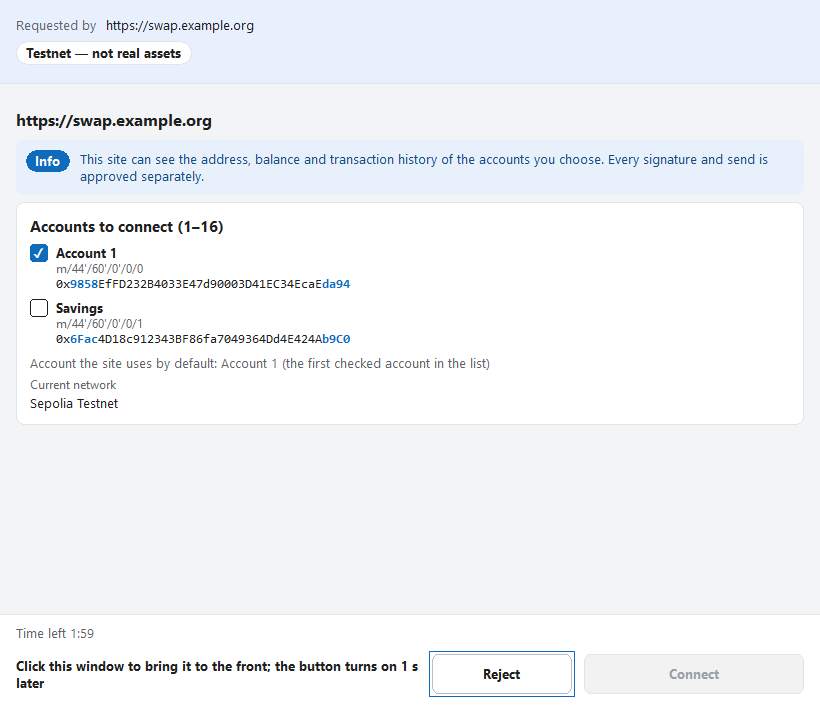 Requested by https://swap.example.org
Testnet — not real assets
https://swap.example.org
Info
This site can see the address, balance and transaction history of the accounts you choose. Every signature and send is
approved separately.
Accounts to connect (1–16)
Account 1
m/44'/60'/0'/0/0
0x9858EfFD232B4033E47d90003D41EC34EcaEda94
Savings
m/44'/60'/0'/0/1
0x6Fac4D18c912343BF86fa7049364Dd4E424Ab9C0
Account the site uses by default: Account 1 (the first checked account in the list)
Current network
Sepolia Testnet
Time left 1:59
Click this window to bring it to the front; the button turns on 1 s
later
Reject
Connect